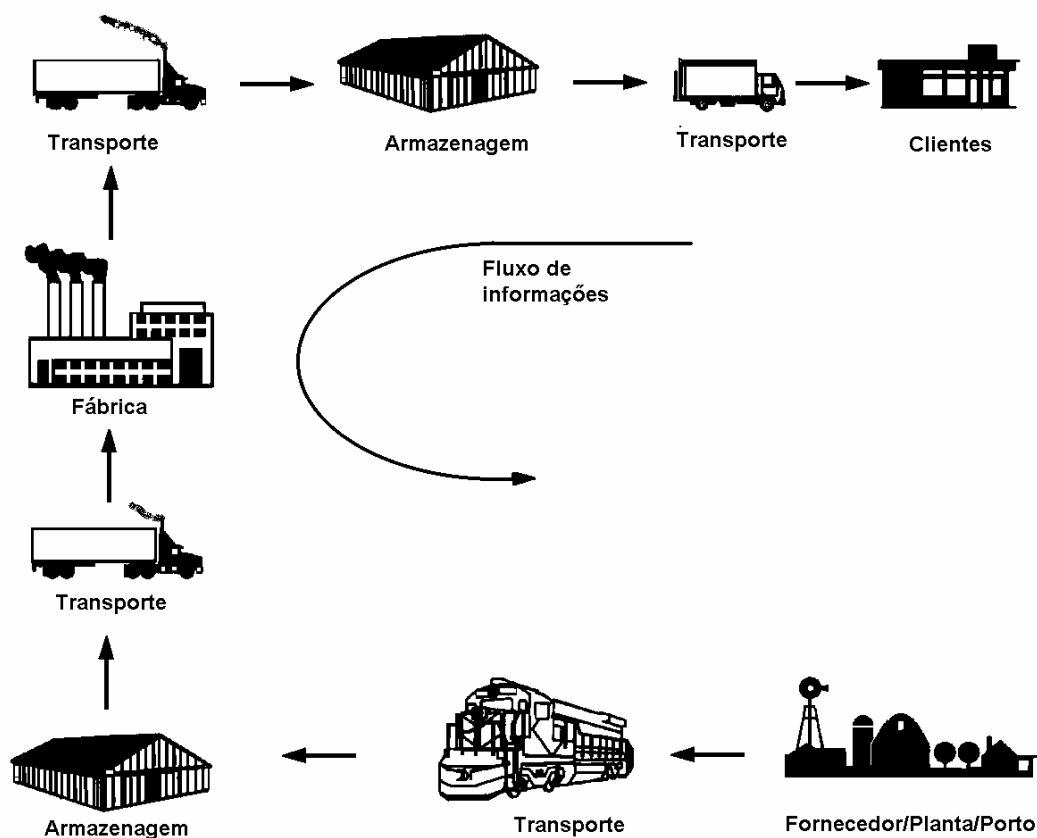 Transporte
Armazenagem
Transporte
Clientes
Fluxo de
informações
Fábrica
Transporte
Armazenagem
Transporte
Fornecedor/Planta/Porto